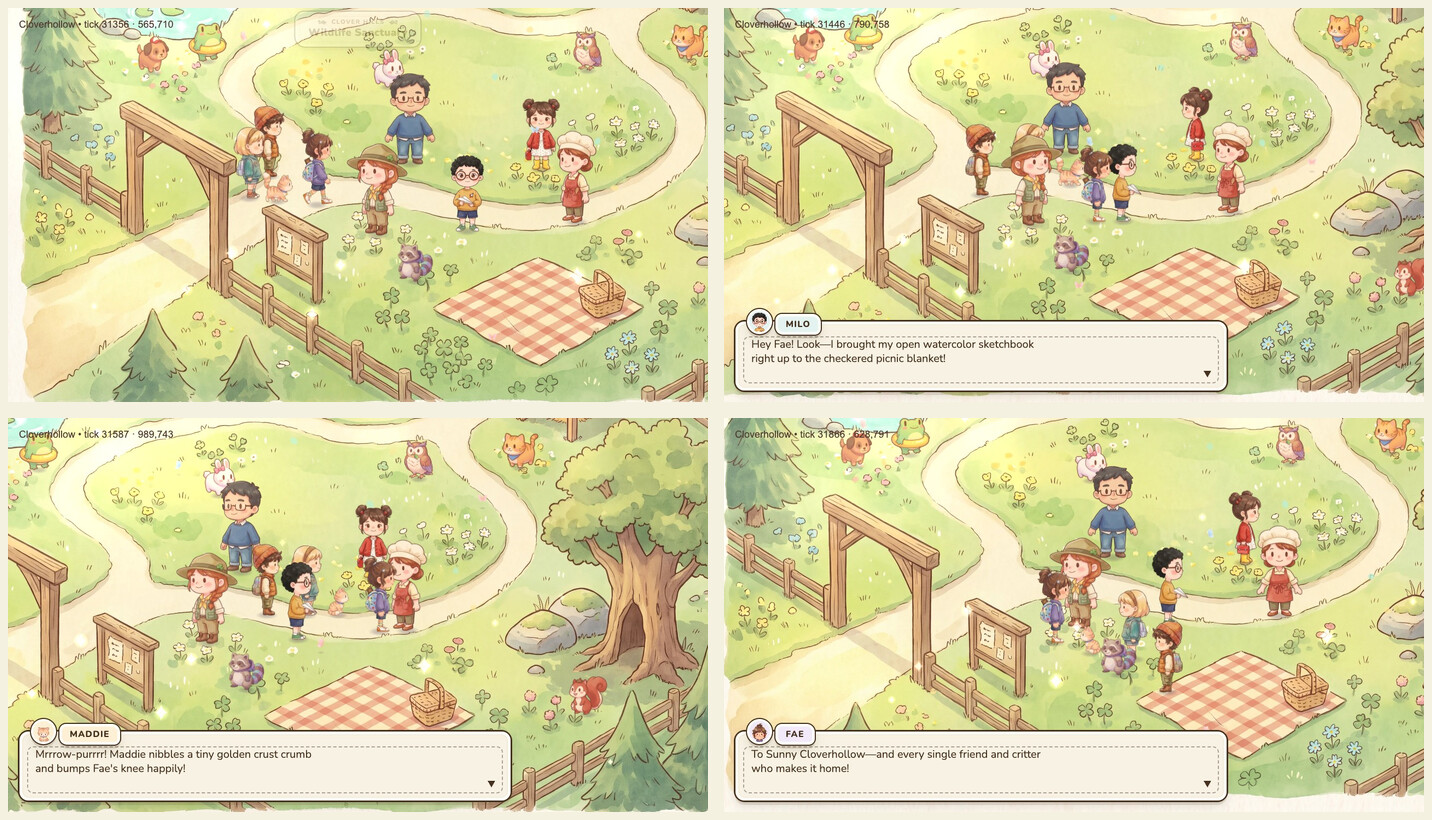 Cloverhollow • tick 31356 · 565,710
CLOVER HOLLOW
Wildlife Sanctuary
Cloverhollow • tick 31446 · 790,758
MILO
Hey Fae! Look—I brought my open watercolor sketchbook
right up to the checkered picnic blanket!
Cloverhollow • tick 31587 · 989,743
MADDIE
Mrrrow-purrrr! Maddie nibbles a tiny golden crust crumb
and bumps Fae's knee happily!
Cloverhollow • tick 31866 · 628,791
FAE
To Sunny Cloverhollow—and every single friend and critter
who makes it home!